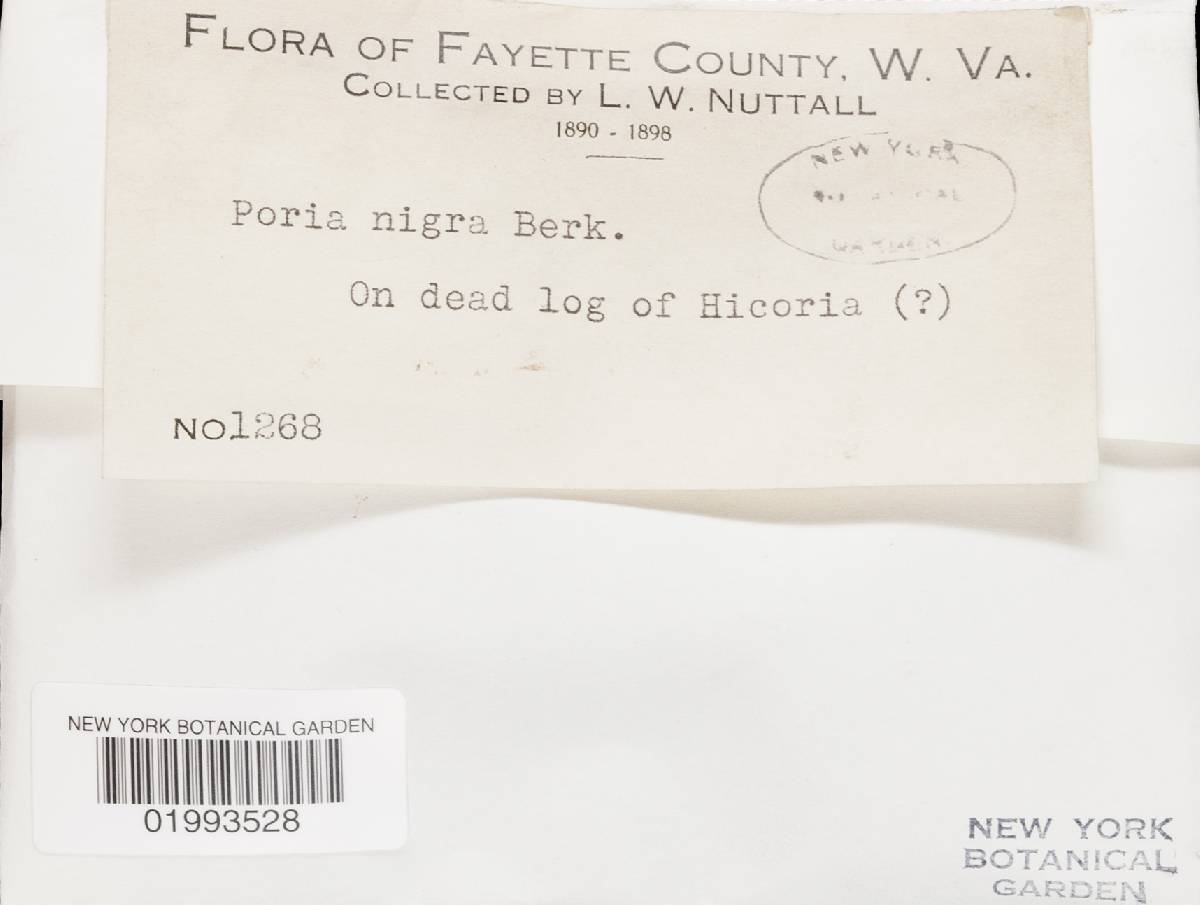 FLORA OF FAYETTE COUNTY, W. VA.
COLLECTED BY L. W. NUTTALL
1890 - 1898
NEW YORK
GARDEN
Poria nigra Berk.
On dead log of Hicoria (?)
NO1268
NEW YORK BOTANICAL GARDEN
01993528
NEW YORK
BOTANICAL
GARDEN